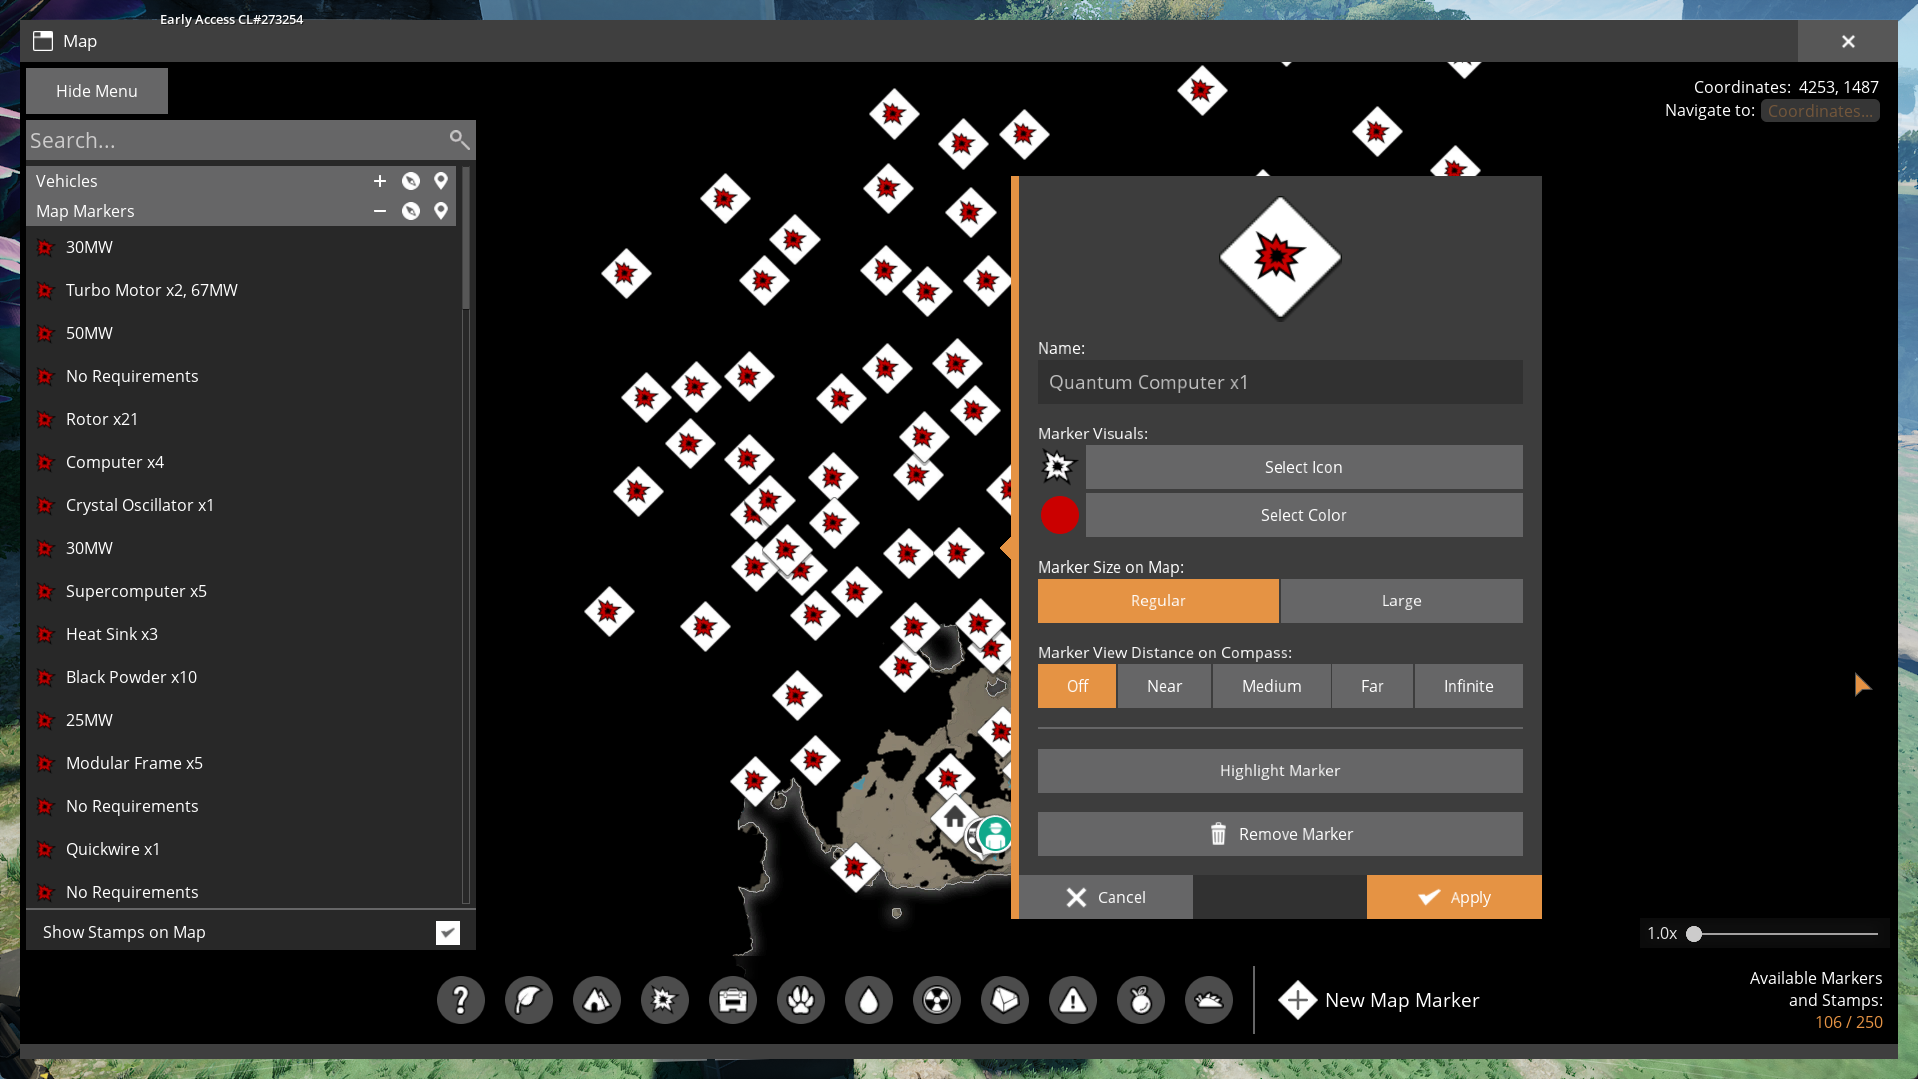 Early Access CL#273254
Map
Hide Menu
Coordinates: 4253, 1487
Navigate to: Coordinates...
Search...
Vehicles
Map Markers
30MW
Turbo Motor x2, 67MW
50MW
No Requirements
Rotor x21
Computer x4
Crystal Oscillator x1
30MW
Supercomputer x5
Heat Sink x3
Black Powder x10
25MW
Modular Frame x5
No Requirements
Quickwire x1
No Requirements
Show Stamps on Map
Name:
Quantum Computer x1
Marker Visuals:
Select Icon
Select Color
Marker Size on Map:
Regular Large
Marker View Distance on Compass:
Off Near Medium Far Infinite
Highlight Marker
Remove Marker
Cancel Apply
1.0x
New Map Marker
Available Markers
and Stamps:
106 / 250